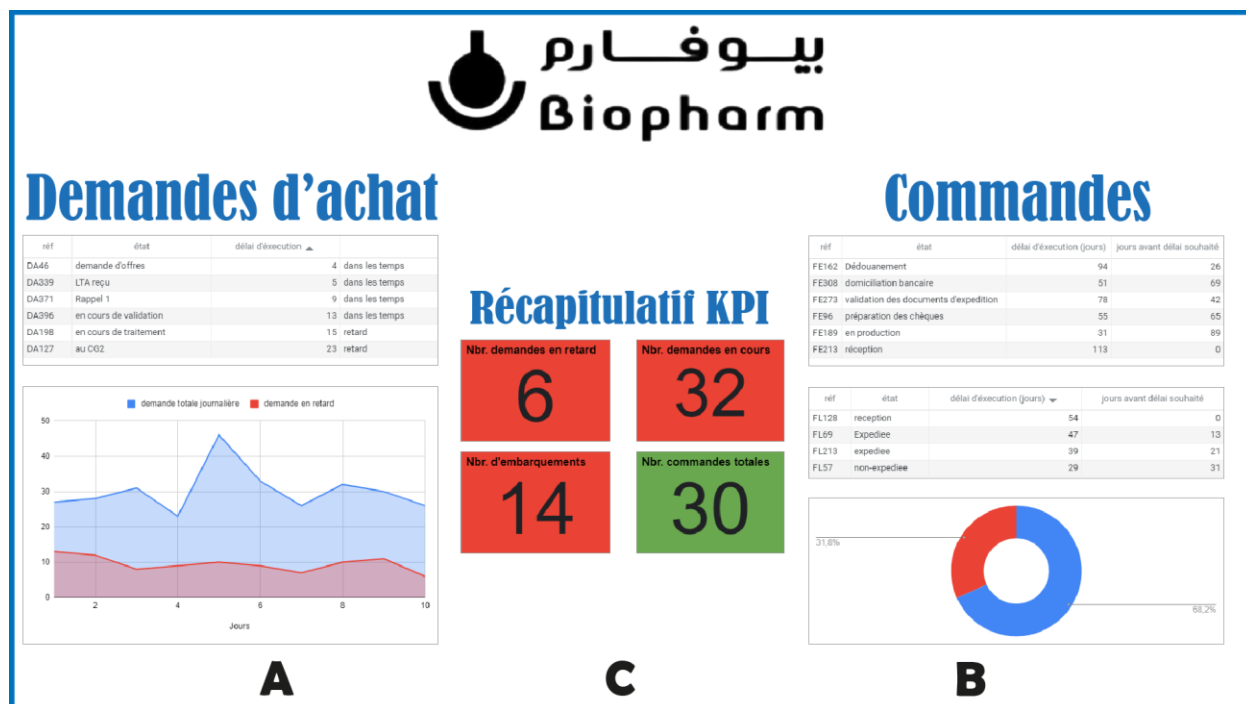 بيوفارم
Biopharm
Demandes d'achat
réf état délai d'éxecution
DA46 demande d'offres 4 dans les temps
DA339 LTA reçu 5 dans les temps
DA371 Rappel 1 9 dans les temps
DA396 en cours de validation 13 dans les temps
DA198 en cours de traitement 15 retard
DA127 au CG2 23 retard
demande totale journalière demande en retard
50
40
30
20
10
0
2 4 6 8 10
Jours
A
Récapitulatif KPI
Nbr. demandes en retard
6
Nbr. demandes en cours
32
Nbr. d'embarquements
14
Nbr. commandes totales
30
C
Commandes
réf état délai d'éxecution (jours) jours avant délai souhaité
FE162 Dédouanement 94 26
FE308 domiciliation bancaire 51 69
FE273 validation des documents d'expedition 78 42
FE96 préparation des chèques 55 65
FE189 en production 31 89
FE213 réception 113 0
réf état délai d'éxecution (jours) jours avant délai souhaité
FL128 reception 54 0
FL69 Expediee 47 13
FL213 expediee 39 21
FL57 non-expediee 29 31
31,8%
68,2%
B